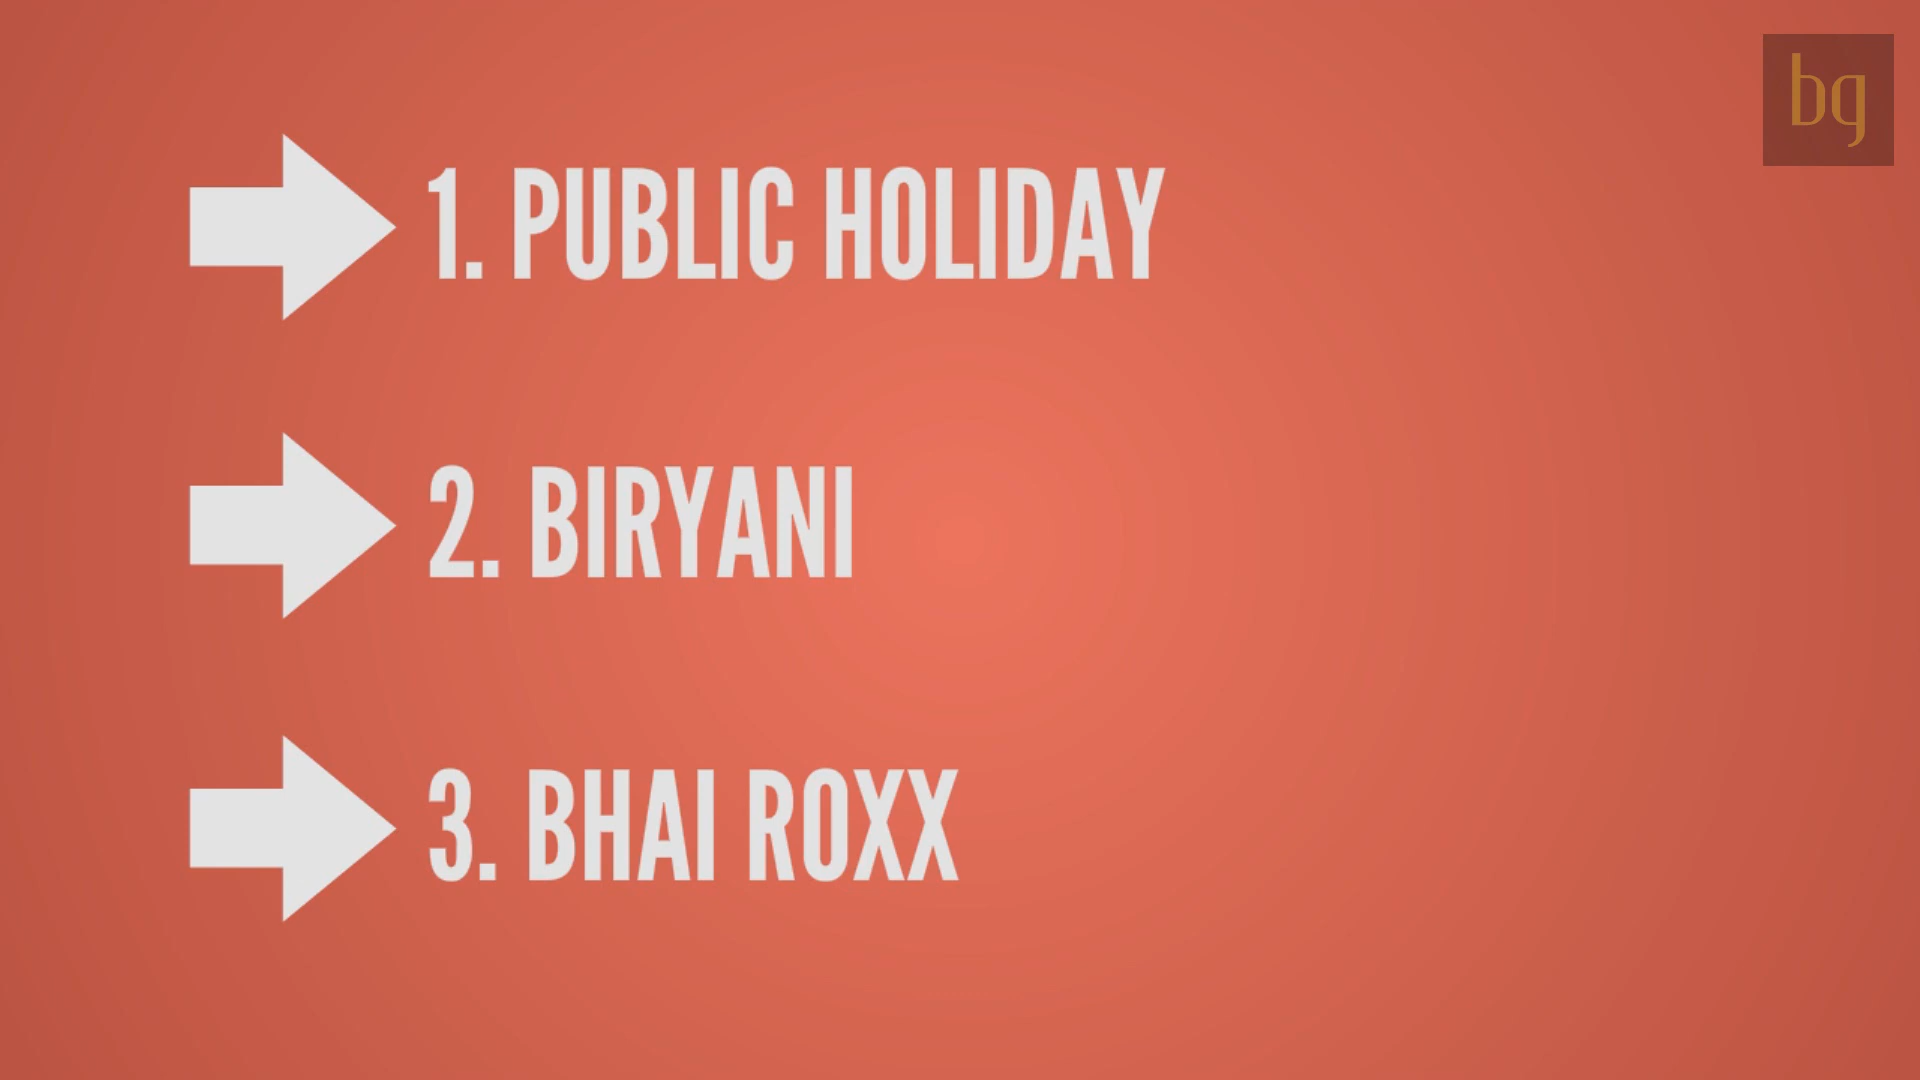 bg
1. PUBLIC HOLIDAY
2. BIRYANI
3. BHAI ROXX